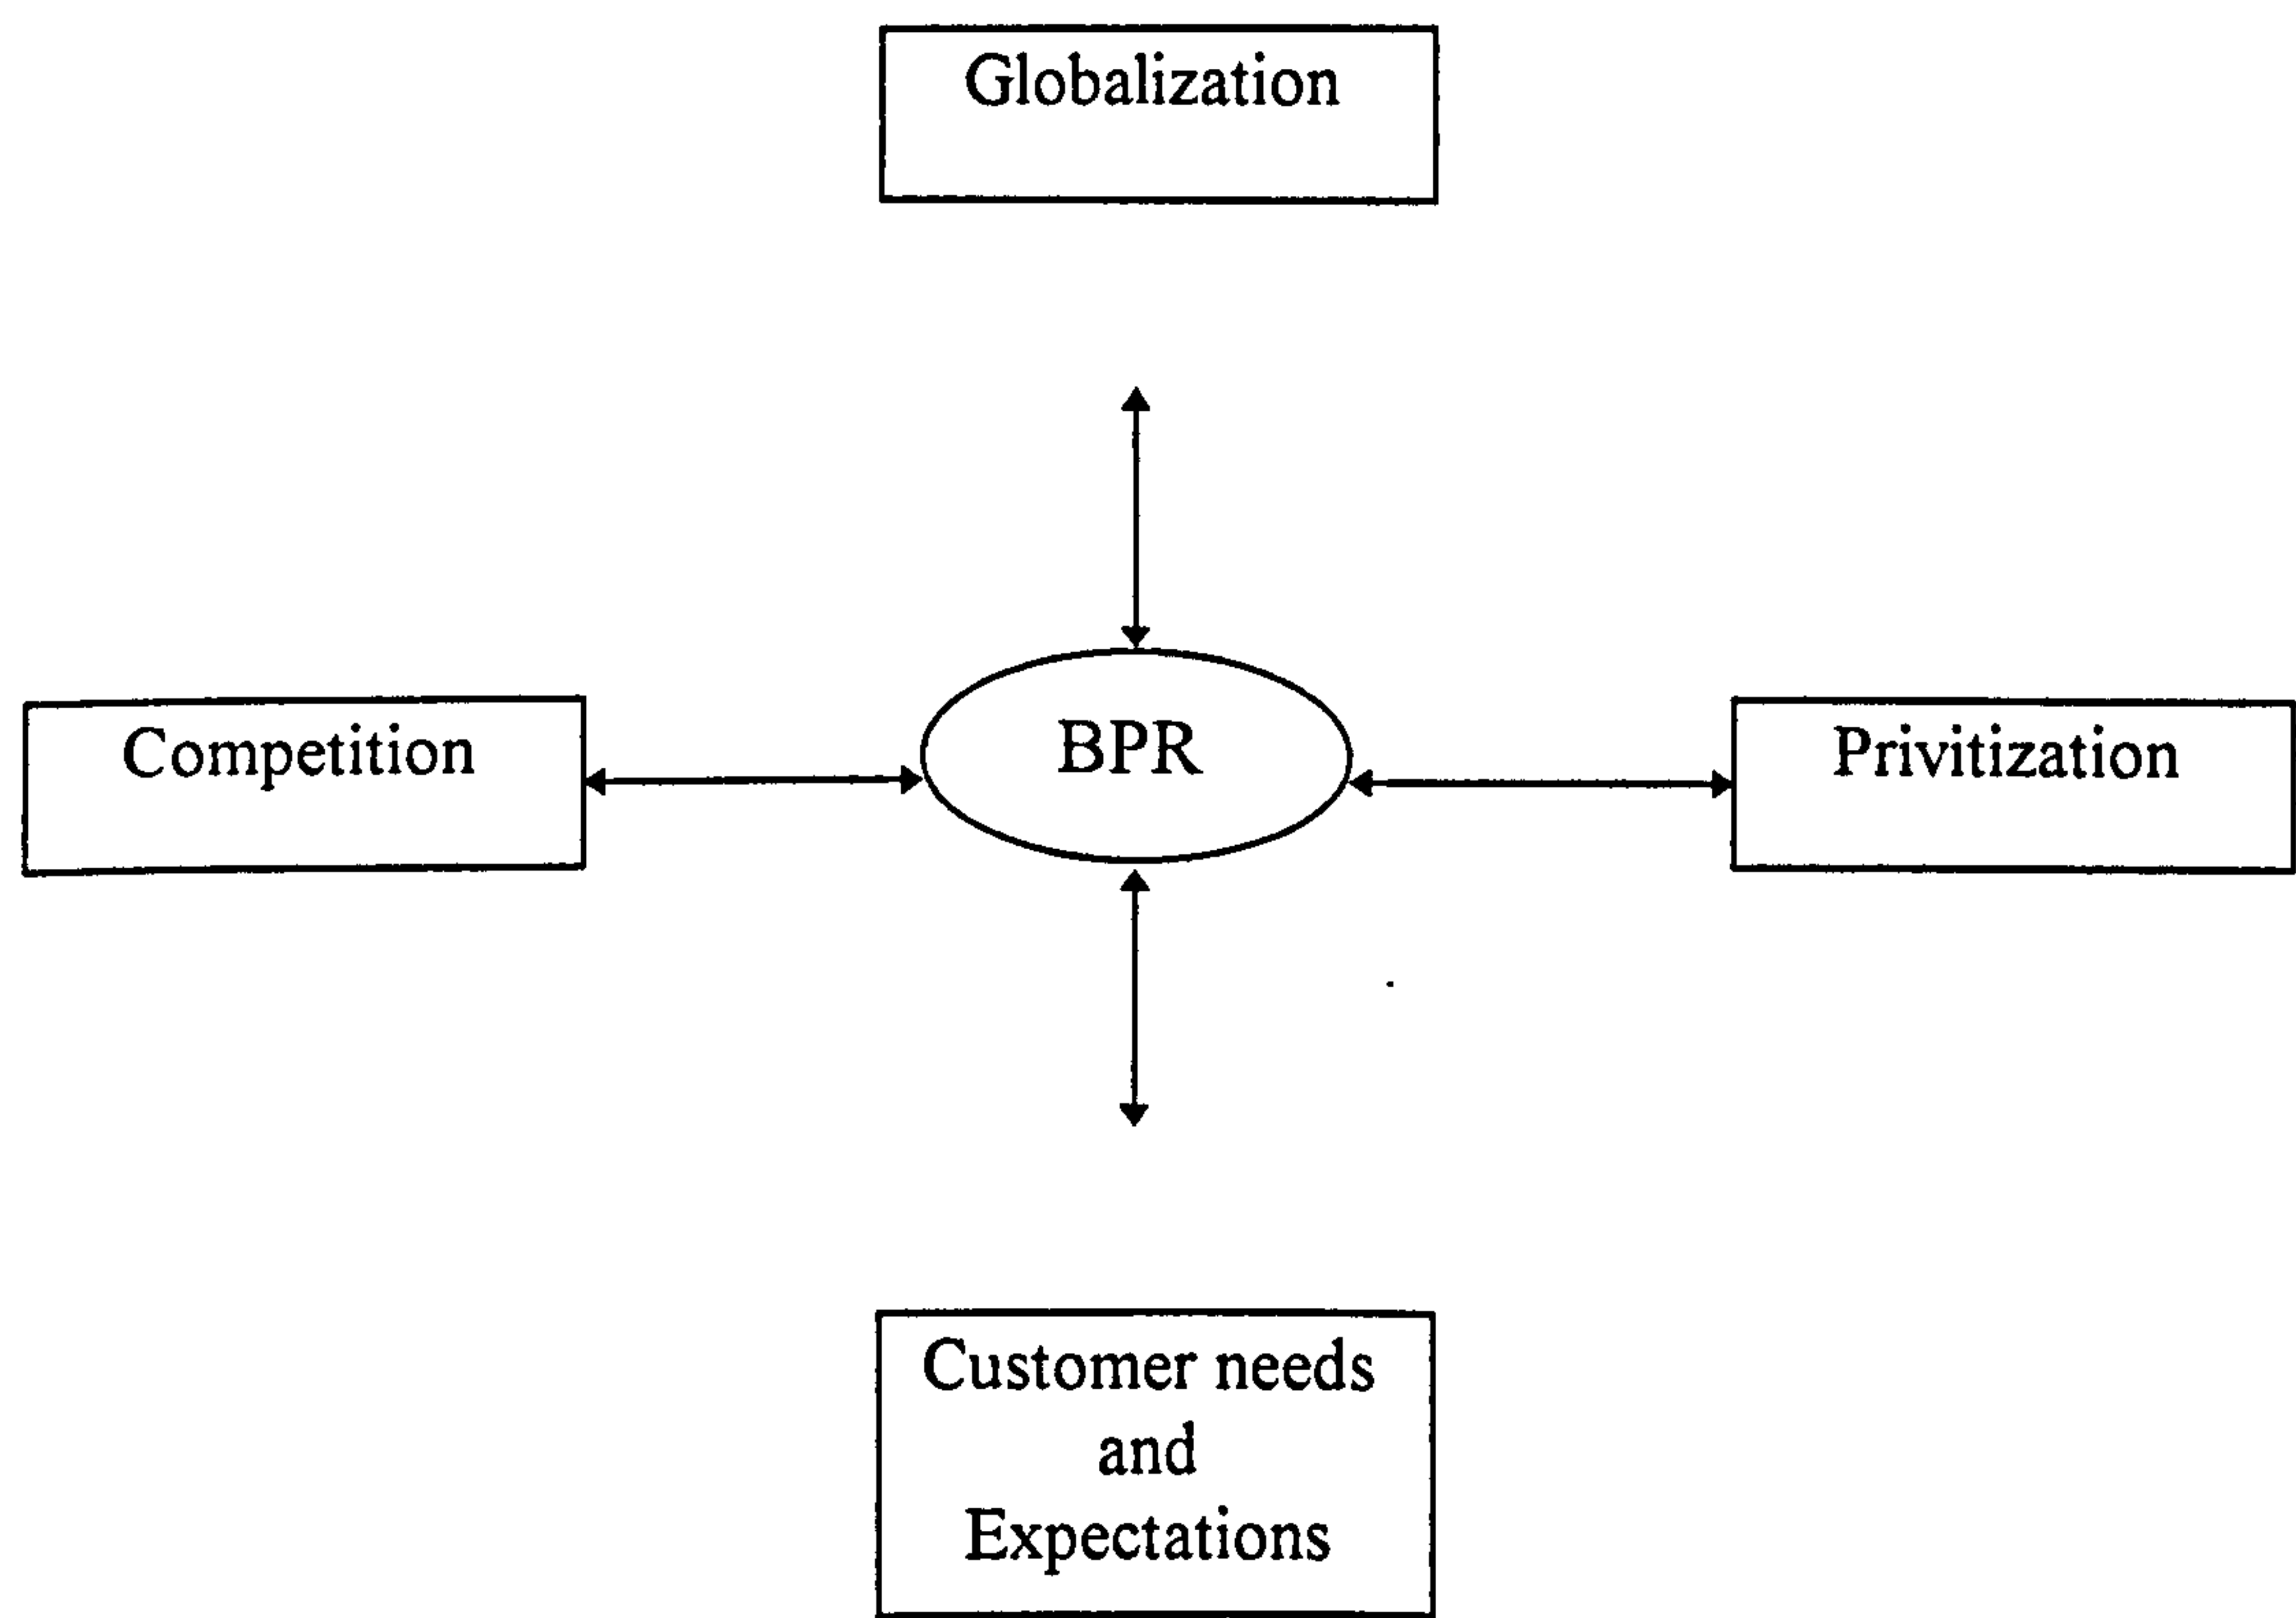 Globalization
Competition
BPR
Privitization
Customer needs
and
Expectations